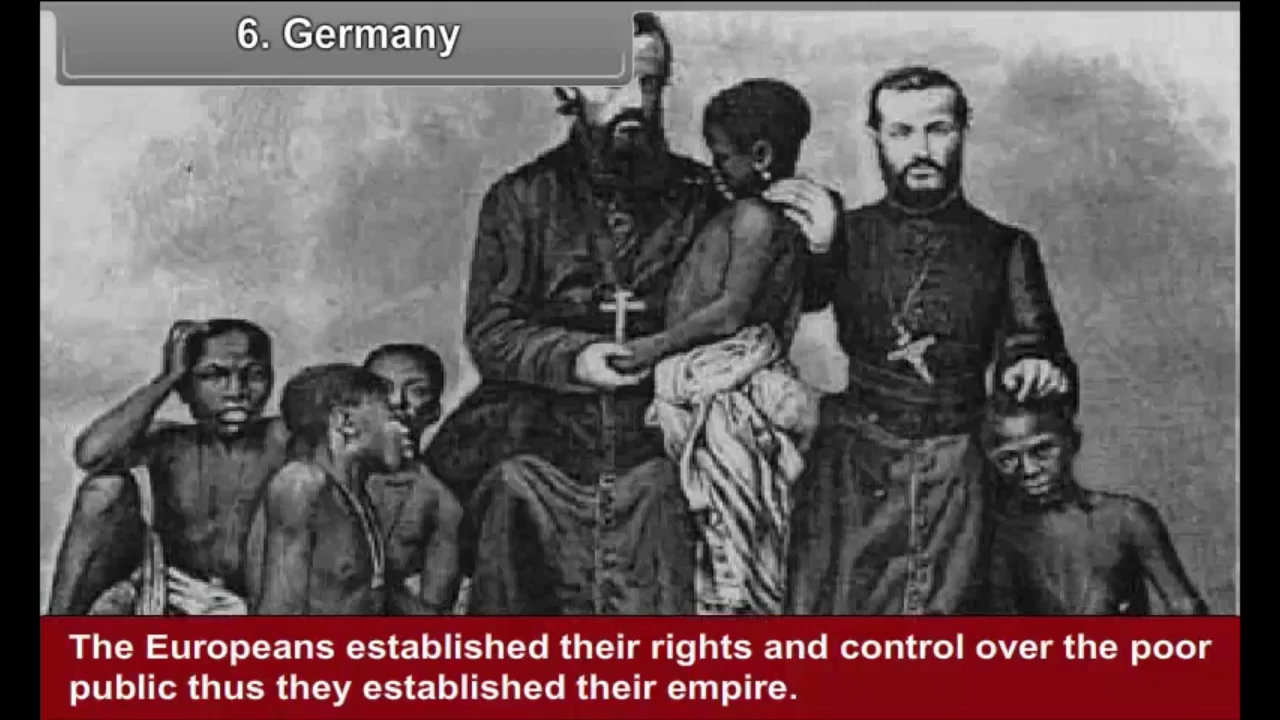 6. Germany
The Europeans established their rights and control over the poor
public thus they established their empire.